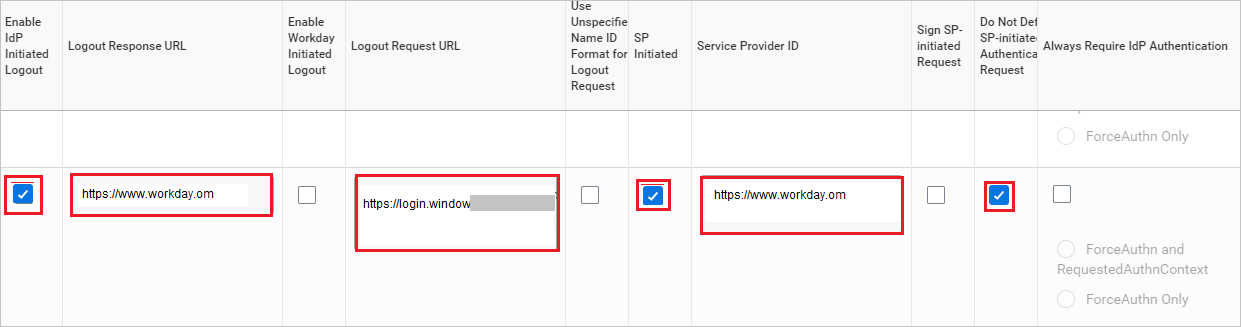 Enable
IdP
Initiated
Logout
Logout Response URL
Enable
Workday
Initiated
Logout
Logout Request URL
Use
Unspecifie
Name ID
Format for
Logout
Request
SP
Initiated
Service Provider ID
Sign SP-
initiated
Request
Do Not Def
SP-initiated
Authentica
Request
Always Require IdP Authentication
ForceAuthn Only
https://www.workday.om
https://login.window
https://www.workday.om
ForceAuthn and
RequestedAuthnContext
ForceAuthn Only